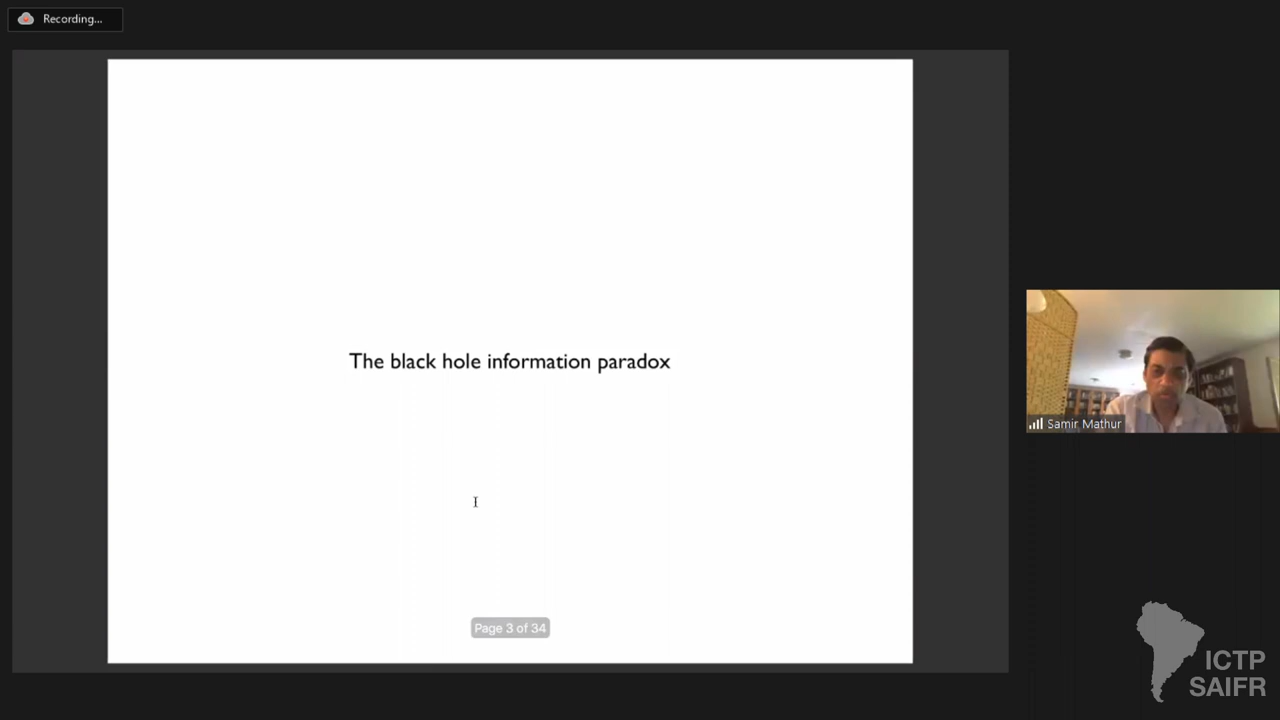 Recording...
The black hole information paradox
Page 3 of 34
Samir Mathur
ICTP
SAIFR